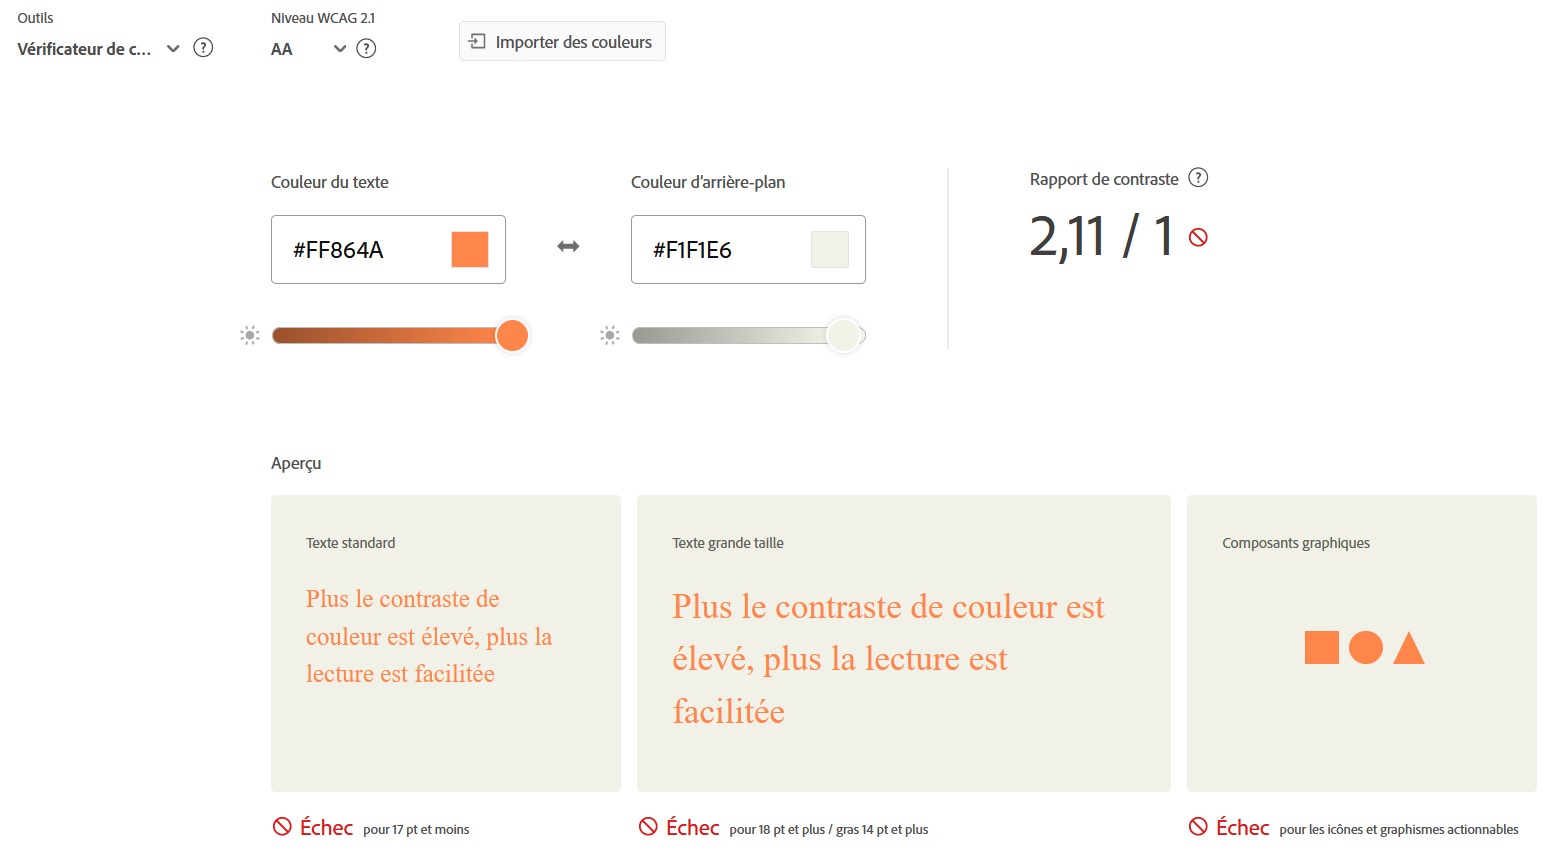 Outils
Niveau WCAG 2.1
Vérificateur de c...
AA
Importer des couleurs
Couleur du texte
Couleur d'arrière-plan
Rapport de contraste
#FF864A
#F1F1E6
2,11 / 1
Aperçu
Texte standard
Plus le contraste de
couleur est élevé, plus la
lecture est facilitée
Texte grande taille
Plus le contraste de couleur est
élevé, plus la lecture est
facilitée
Composants graphiques
Échec pour 17 pt et moins
Échec pour 18 pt et plus / gras 14 pt et plus
Échec pour les icônes et graphismes actionnables